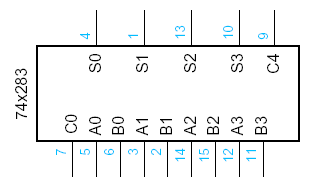 4 1 13 10 9
S0 S1 S2 S3 C4
74x283
C0 A0 B0 A1 B1 A2 B2 A3 B3
7 5 6 3 2 14 15 12 11